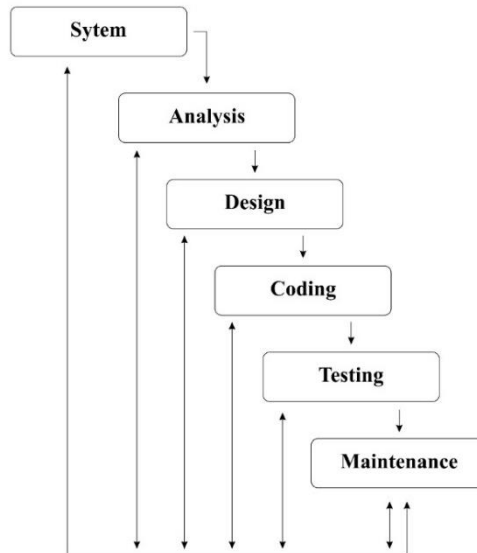 Sytem
Analysis
Design
Coding
Testing
Maintenance